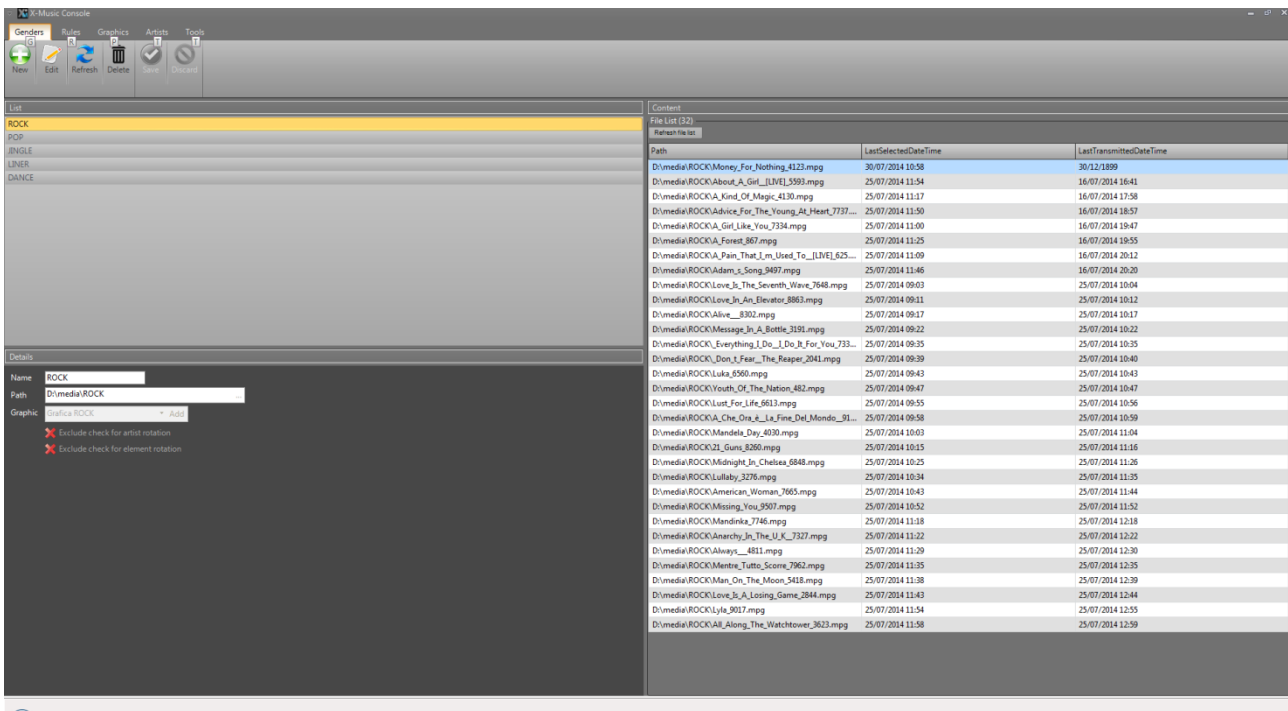 X-Music Console
Genders Rules Graphics Artists Tools
G R P T T
New Edit Refresh Delete Save Discard
List
ROCK
POP
JINGLE
LINER
DANCE
Details
Name ROCK
Path D:\media\ROCK ...
Graphic Grafica ROCK Add
Exclude check for artist rotation
Exclude check for element rotation
Content
File List (32)
Refresh file list
Path LastSelectedDateTime LastTransmittedDateTime
D:\media\ROCK\Money_For_Nothing_4123.mpg 30/07/2014 10:58 30/12/1899
D:\media\ROCK\About_A_Girl__[LIVE]_5593.mpg 25/07/2014 11:54 16/07/2014 16:41
D:\media\ROCK\A_Kind_Of_Magic_4130.mpg 25/07/2014 11:17 16/07/2014 17:58
D:\media\ROCK\Advice_For_The_Young_At_Heart_7737.... 25/07/2014 11:50 16/07/2014 18:57
D:\media\ROCK\A_Girl_Like_You_7334.mpg 25/07/2014 11:00 16/07/2014 19:47
D:\media\ROCK\A_Forest_867.mpg 25/07/2014 11:25 16/07/2014 19:55
D:\media\ROCK\A_Pain_That_I_m_Used_To__[LIVE]_625.... 25/07/2014 11:09 16/07/2014 20:12
D:\media\ROCK\Adam_s_Song_9497.mpg 25/07/2014 11:46 16/07/2014 20:20
D:\media\ROCK\Love_Is_The_Seventh_Wave_7648.mpg 25/07/2014 09:03 25/07/2014 10:04
D:\media\ROCK\Love_In_An_Elevator_8863.mpg 25/07/2014 09:11 25/07/2014 10:12
D:\media\ROCK\Alive__8302.mpg 25/07/2014 09:17 25/07/2014 10:17
D:\media\ROCK\Message_In_A_Bottle_3191.mpg 25/07/2014 09:22 25/07/2014 10:22
D:\media\ROCK\_Everything_I_Do__I_Do_It_For_You_733... 25/07/2014 09:35 25/07/2014 10:35
D:\media\ROCK\_Don_t_Fear__The_Reaper_2041.mpg 25/07/2014 09:39 25/07/2014 10:40
D:\media\ROCK\Luka_6560.mpg 25/07/2014 09:43 25/07/2014 10:43
D:\media\ROCK\Youth_Of_The_Nation_482.mpg 25/07/2014 09:47 25/07/2014 10:47
D:\media\ROCK\Lust_For_Life_6613.mpg 25/07/2014 09:55 25/07/2014 10:56
D:\media\ROCK\A_Che_Ora_è__La_Fine_Del_Mondo__91... 25/07/2014 09:58 25/07/2014 10:59
D:\media\ROCK\Mandela_Day_4030.mpg 25/07/2014 10:03 25/07/2014 11:04
D:\media\ROCK\21_Guns_8260.mpg 25/07/2014 10:15 25/07/2014 11:16
D:\media\ROCK\Midnight_In_Chelsea_6848.mpg 25/07/2014 10:25 25/07/2014 11:26
D:\media\ROCK\Lullaby_3276.mpg 25/07/2014 10:34 25/07/2014 11:35
D:\media\ROCK\American_Woman_7665.mpg 25/07/2014 10:43 25/07/2014 11:44
D:\media\ROCK\Missing_You_9507.mpg 25/07/2014 10:52 25/07/2014 11:52
D:\media\ROCK\Mandinka_7746.mpg 25/07/2014 11:18 25/07/2014 12:18
D:\media\ROCK\Anarchy_In_The_U_K__7327.mpg 25/07/2014 11:22 25/07/2014 12:22
D:\media\ROCK\Always__4811.mpg 25/07/2014 11:29 25/07/2014 12:30
D:\media\ROCK\Mentre_Tutto_Scorre_7962.mpg 25/07/2014 11:35 25/07/2014 12:35
D:\media\ROCK\Man_On_The_Moon_5418.mpg 25/07/2014 11:38 25/07/2014 12:39
D:\media\ROCK\Love_Is_A_Losing_Game_2844.mpg 25/07/2014 11:43 25/07/2014 12:44
D:\media\ROCK\Lyla_9017.mpg 25/07/2014 11:54 25/07/2014 12:55
D:\media\ROCK\All_Along_The_Watchtower_3623.mpg 25/07/2014 11:58 25/07/2014 12:59